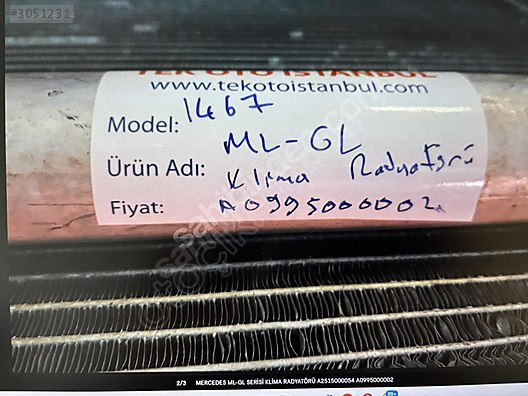 #3051231
TEK OTO İSTANBUL
www.tekotoistanbul.com
1467
Model: ML-GL
Ürün Adı: Klima Radyatörü
Fiyat: A0995000002
2/3 MERCEDES ML-GL SERİSİ KLİMA RADYATÖRÜ A2515000054 A0995000002